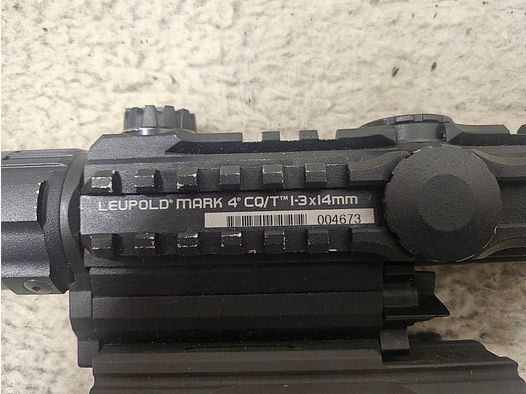 LEUPOLD® MARK 4® CQ/T™ 1-3x14mm
004673